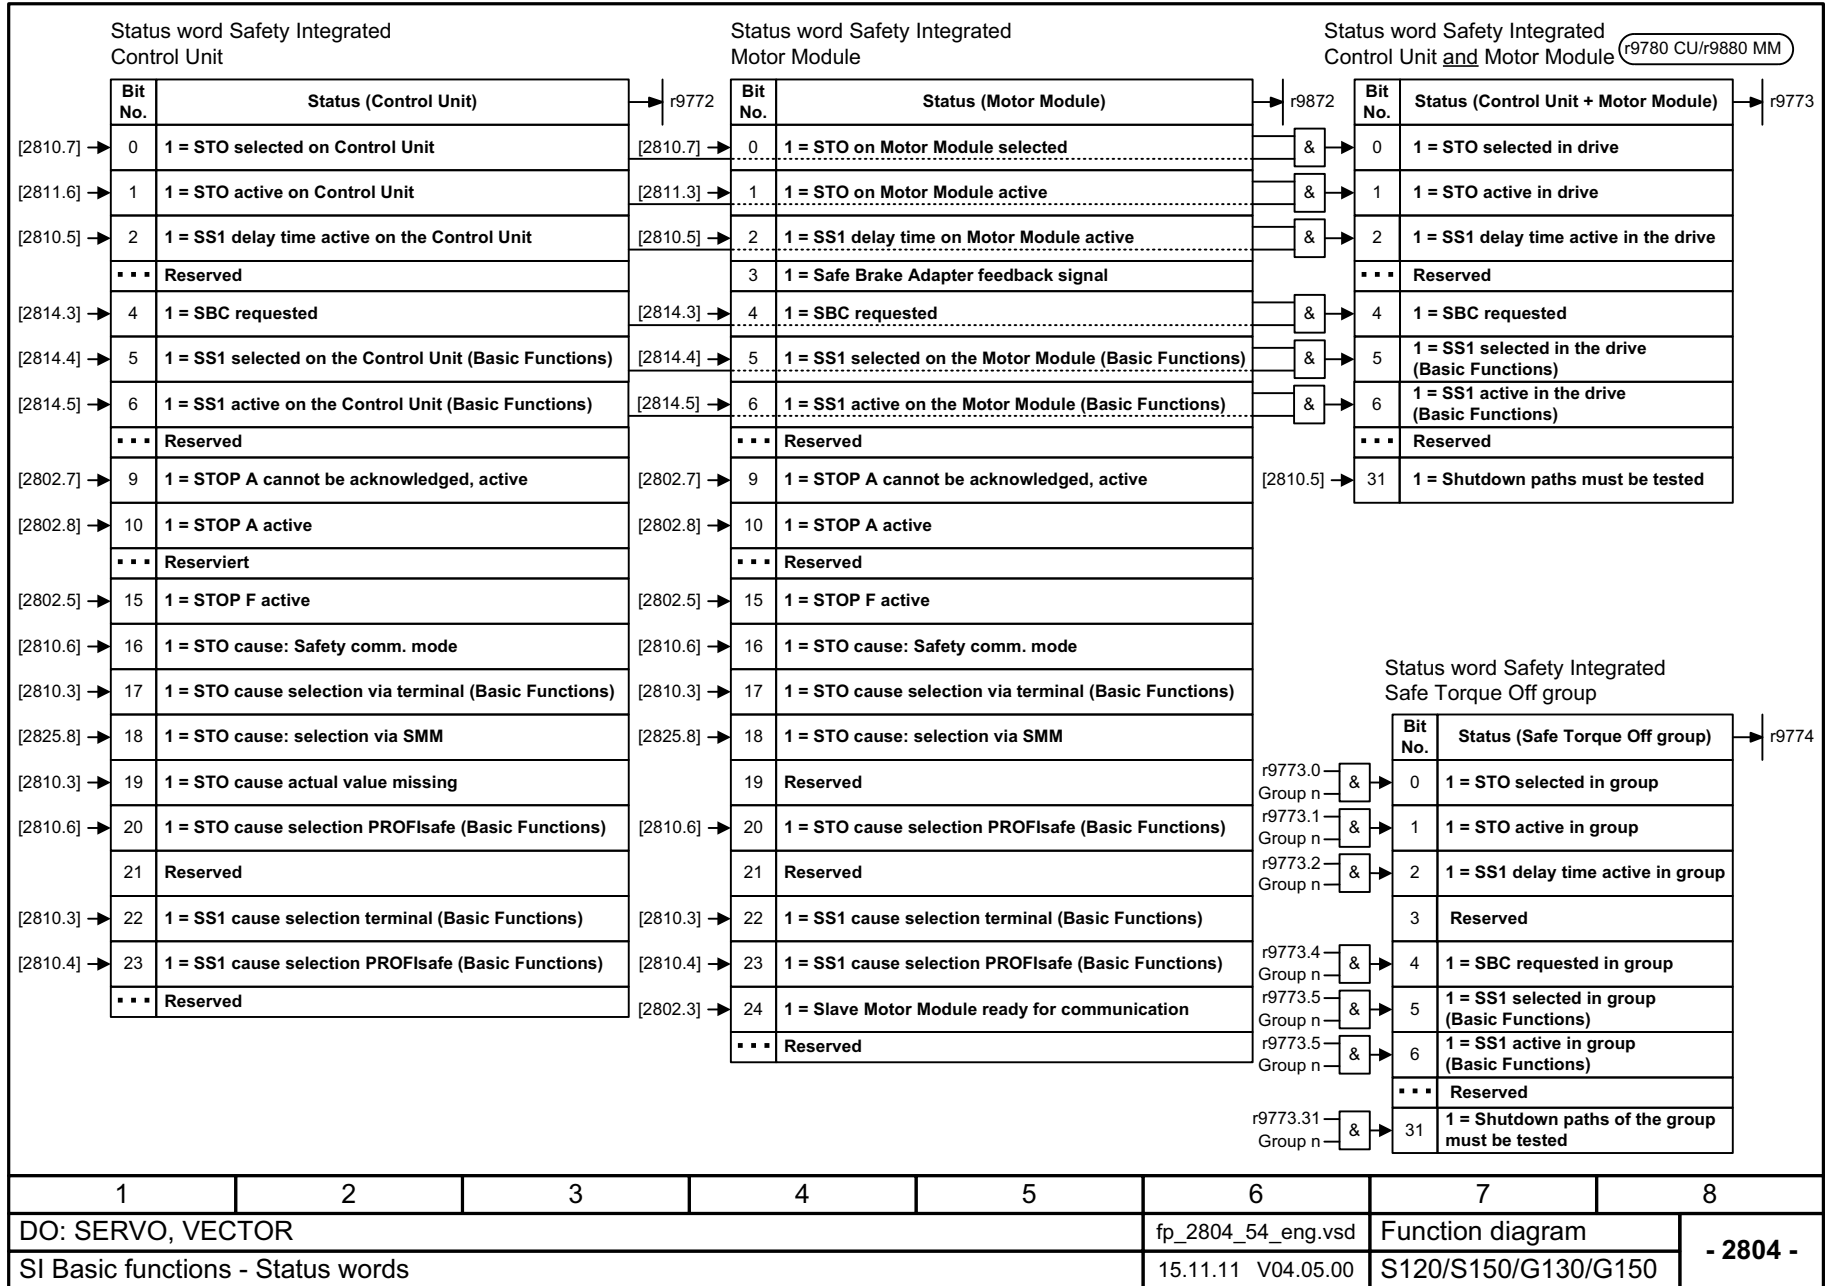 Status word Safety Integrated
Control Unit
Bit No. Status (Control Unit) r9772
[2810.7] 0 1 = STO selected on Control Unit
[2811.6] 1 1 = STO active on Control Unit
[2810.5] 2 1 = SS1 delay time active on the Control Unit
▪ ▪ ▪ Reserved
[2814.3] 4 1 = SBC requested
[2814.4] 5 1 = SS1 selected on the Control Unit (Basic Functions)
[2814.5] 6 1 = SS1 active on the Control Unit (Basic Functions)
▪ ▪ ▪ Reserved
[2802.7] 9 1 = STOP A cannot be acknowledged, active
[2802.8] 10 1 = STOP A active
▪ ▪ ▪ Reserviert
[2802.5] 15 1 = STOP F active
[2810.6] 16 1 = STO cause: Safety comm. mode
[2810.3] 17 1 = STO cause selection via terminal (Basic Functions)
[2825.8] 18 1 = STO cause: selection via SMM
[2810.3] 19 1 = STO cause actual value missing
[2810.6] 20 1 = STO cause selection PROFIsafe (Basic Functions)
21 Reserved
[2810.3] 22 1 = SS1 cause selection terminal (Basic Functions)
[2810.4] 23 1 = SS1 cause selection PROFIsafe (Basic Functions)
▪ ▪ ▪ Reserved
Status word Safety Integrated
Motor Module
Bit No. Status (Motor Module) r9872
[2810.7] 0 1 = STO on Motor Module selected &
[2811.3] 1 1 = STO on Motor Module active &
[2810.5] 2 1 = SS1 delay time on Motor Module active &
3 1 = Safe Brake Adapter feedback signal
[2814.3] 4 1 = SBC requested &
[2814.4] 5 1 = SS1 selected on the Motor Module (Basic Functions) &
[2814.5] 6 1 = SS1 active on the Motor Module (Basic Functions) &
▪ ▪ ▪ Reserved
[2802.7] 9 1 = STOP A cannot be acknowledged, active
[2802.8] 10 1 = STOP A active
▪ ▪ ▪ Reserved
[2802.5] 15 1 = STOP F active
[2810.6] 16 1 = STO cause: Safety comm. mode
[2810.3] 17 1 = STO cause selection via terminal (Basic Functions)
[2825.8] 18 1 = STO cause: selection via SMM
19 Reserved
[2810.6] 20 1 = STO cause selection PROFIsafe (Basic Functions)
21 Reserved
[2810.3] 22 1 = SS1 cause selection terminal (Basic Functions)
[2810.4] 23 1 = SS1 cause selection PROFIsafe (Basic Functions)
[2802.3] 24 1 = Slave Motor Module ready for communication
▪ ▪ ▪ Reserved
Status word Safety Integrated
Control Unit and Motor Module r9780 CU/r9880 MM
Bit No. Status (Control Unit + Motor Module) r9773
0 1 = STO selected in drive
1 1 = STO active in drive
2 1 = SS1 delay time active in the drive
▪ ▪ ▪ Reserved
4 1 = SBC requested
5 1 = SS1 selected in the drive
(Basic Functions)
6 1 = SS1 active in the drive
(Basic Functions)
▪ ▪ ▪ Reserved
[2810.5] 31 1 = Shutdown paths must be tested
Status word Safety Integrated
Safe Torque Off group
Bit No. Status (Safe Torque Off group) r9774
r9773.0
Group n & 0 1 = STO selected in group
r9773.1
Group n & 1 1 = STO active in group
r9773.2
Group n & 2 1 = SS1 delay time active in group
3 Reserved
r9773.4
Group n & 4 1 = SBC requested in group
r9773.5
Group n & 5 1 = SS1 selected in group
(Basic Functions)
r9773.5
Group n & 6 1 = SS1 active in group
(Basic Functions)
▪ ▪ ▪ Reserved
r9773.31
Group n & 31 1 = Shutdown paths of the group
must be tested
1 2 3 4 5 6 7 8
DO: SERVO, VECTOR fp_2804_54_eng.vsd Function diagram
SI Basic functions - Status words 15.11.11 V04.05.00 S120/S150/G130/G150
- 2804 -